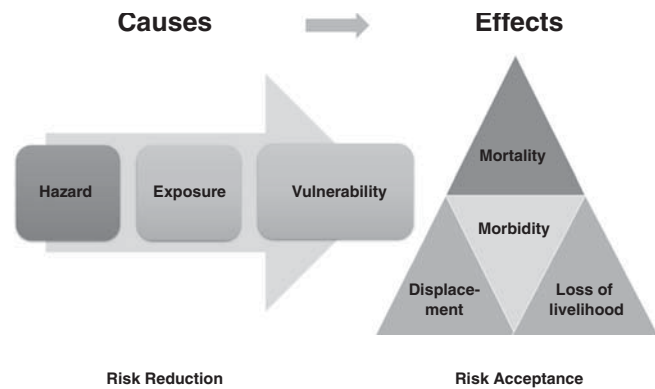 Causes
Effects
Hazard
Exposure
Vulnerability
Mortality
Morbidity
Displace-
ment
Loss of
livelihood
Risk Reduction
Risk Acceptance